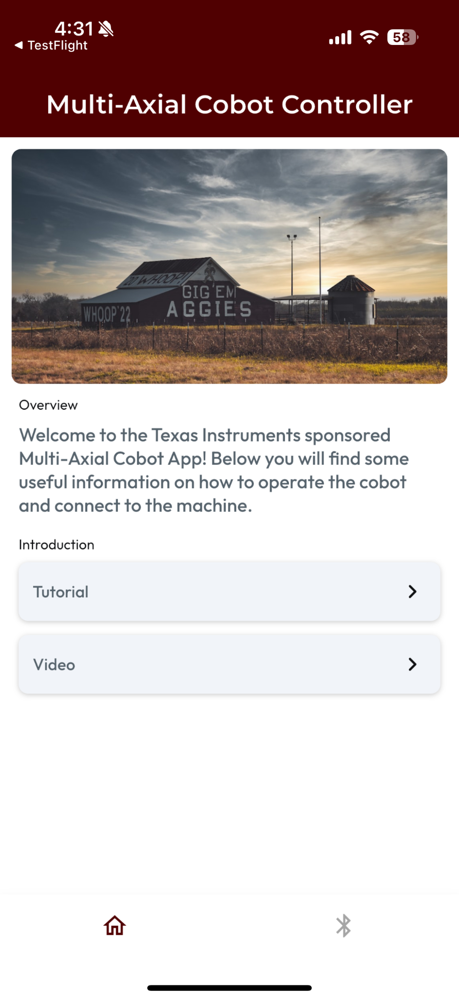 4:31
TestFlight
58
Multi-Axial Cobot Controller
'20 WHOOP!
GIG'EM
WHOOP'22
AGGIES
Overview
Welcome to the Texas Instruments sponsored
Multi-Axial Cobot App! Below you will find some
useful information on how to operate the cobot
and connect to the machine.
Introduction
Tutorial
Video